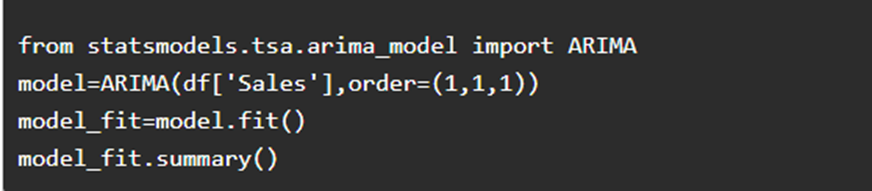 from statsmodels.tsa.arima_model import ARIMA
model=ARIMA(df['Sales'],order=(1,1,1))
model_fit=model.fit()
model_fit.summary()